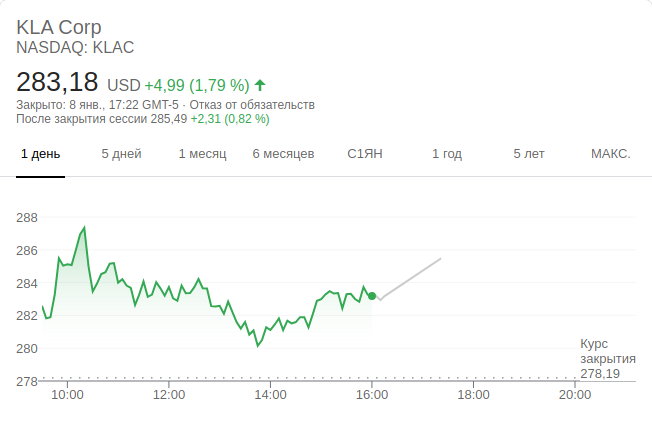 KLA Corp
NASDAQ: KLAC
283,18 USD +4,99 (1,79 %)
Закрыто: 8 янв., 17:22 GMT-5 · Отказ от обязательств
После закрытия сессии 285,49 +2,31 (0,82 %)
1 день 5 дней 1 месяц 6 месяцев С1ЯН 1 год 5 лет МАКС.
288
286
284
282
280
278
Курс
закрытия
278,19
10:00 12:00 14:00 16:00 18:00 20:00